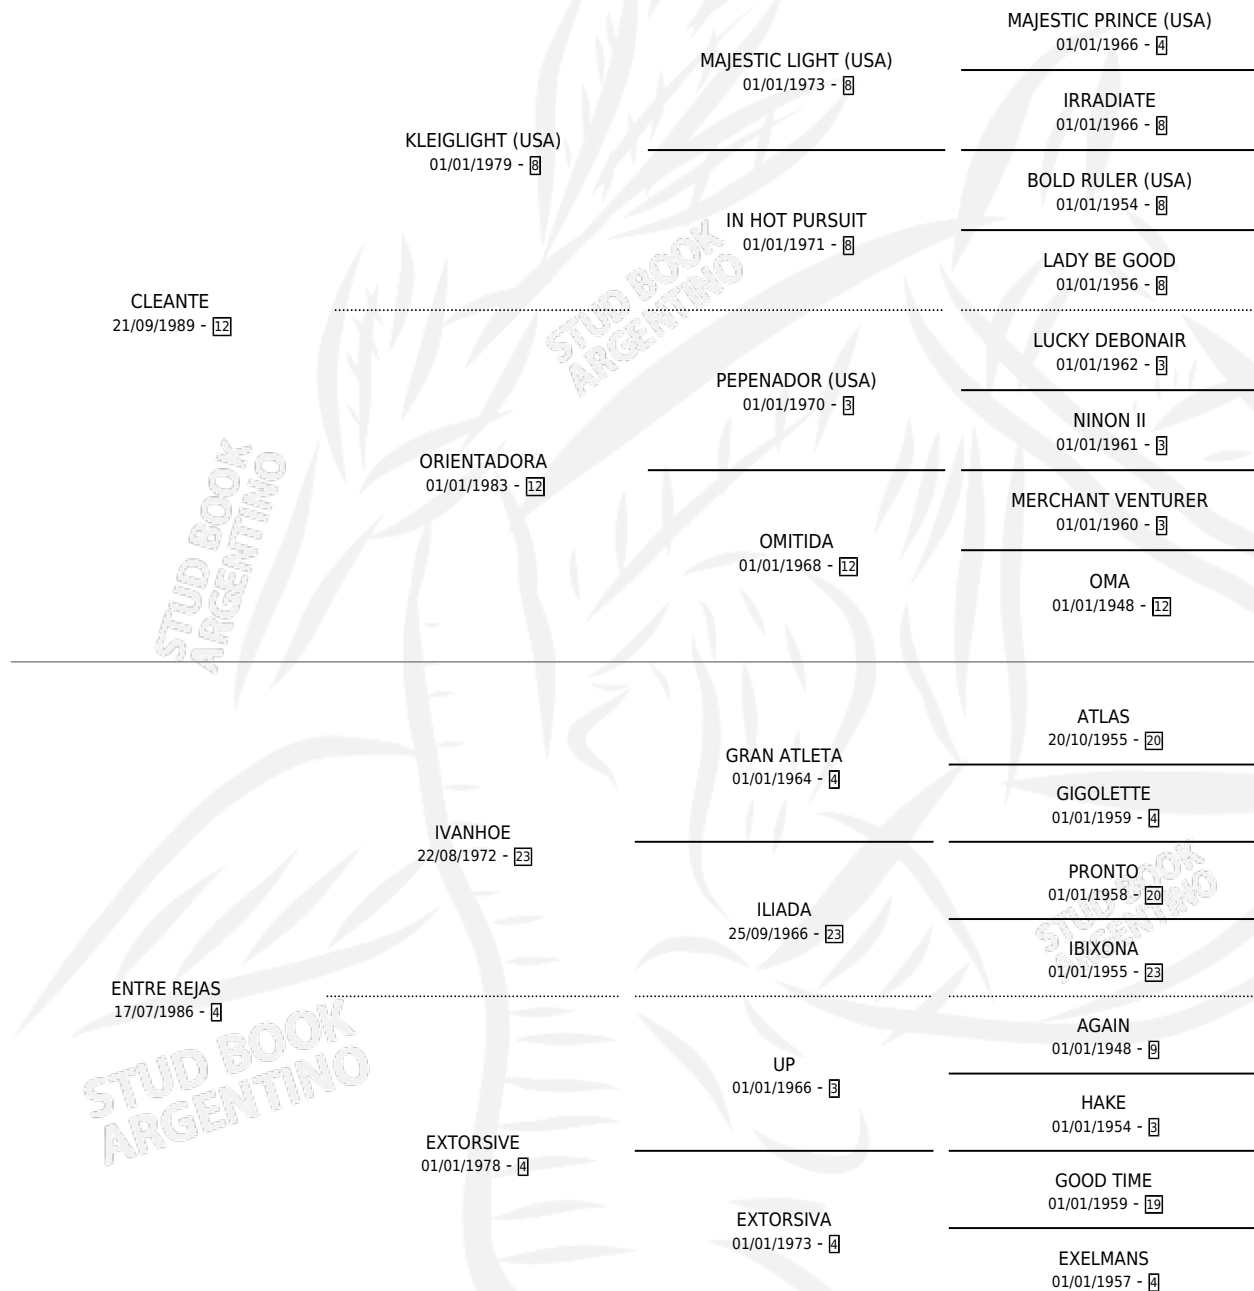 MAJESTIC PRINCE (USA)
01/01/1966 - 4
MAJESTIC LIGHT (USA)
01/01/1973 - 8
IRRADIATE
01/01/1966 - 8
KLEIGLIGHT (USA)
01/01/1979 - 8
BOLD RULER (USA)
01/01/1954 - 8
IN HOT PURSUIT
01/01/1971 - 8
LADY BE GOOD
01/01/1956 - 8
CLEANTE
21/09/1989 - 12
STUD BOOK
ARGENTINO
LUCKY DEBONAIR
01/01/1962 - 3
PEPENADOR (USA)
01/01/1970 - 3
NINON II
01/01/1961 - 3
ORIENTADORA
01/01/1983 - 12
MERCHANT VENTURER
01/01/1960 - 3
OMITIDA
01/01/1968 - 12
OMA
01/01/1948 - 12
STUD BOOK
ARGENTINO
ATLAS
20/10/1955 - 20
GRAN ATLETA
01/01/1964 - 4
GIGOLETTE
01/01/1959 - 4
IVANHOE
22/08/1972 - 23
PRONTO
01/01/1958 - 20
ILIADA
25/09/1966 - 23
IBIXONA
01/01/1955 - 23
STUD BOOK
ARGENTINO
ENTRE REJAS
17/07/1986 - 4
AGAIN
01/01/1948 - 9
UP
01/01/1966 - 3
HAKE
01/01/1954 - 3
STUD BOOK
ARGENTINO
EXTORSIVE
01/01/1978 - 4
GOOD TIME
01/01/1959 - 19
EXTORSIVA
01/01/1973 - 4
EXELMANS
01/01/1957 - 4